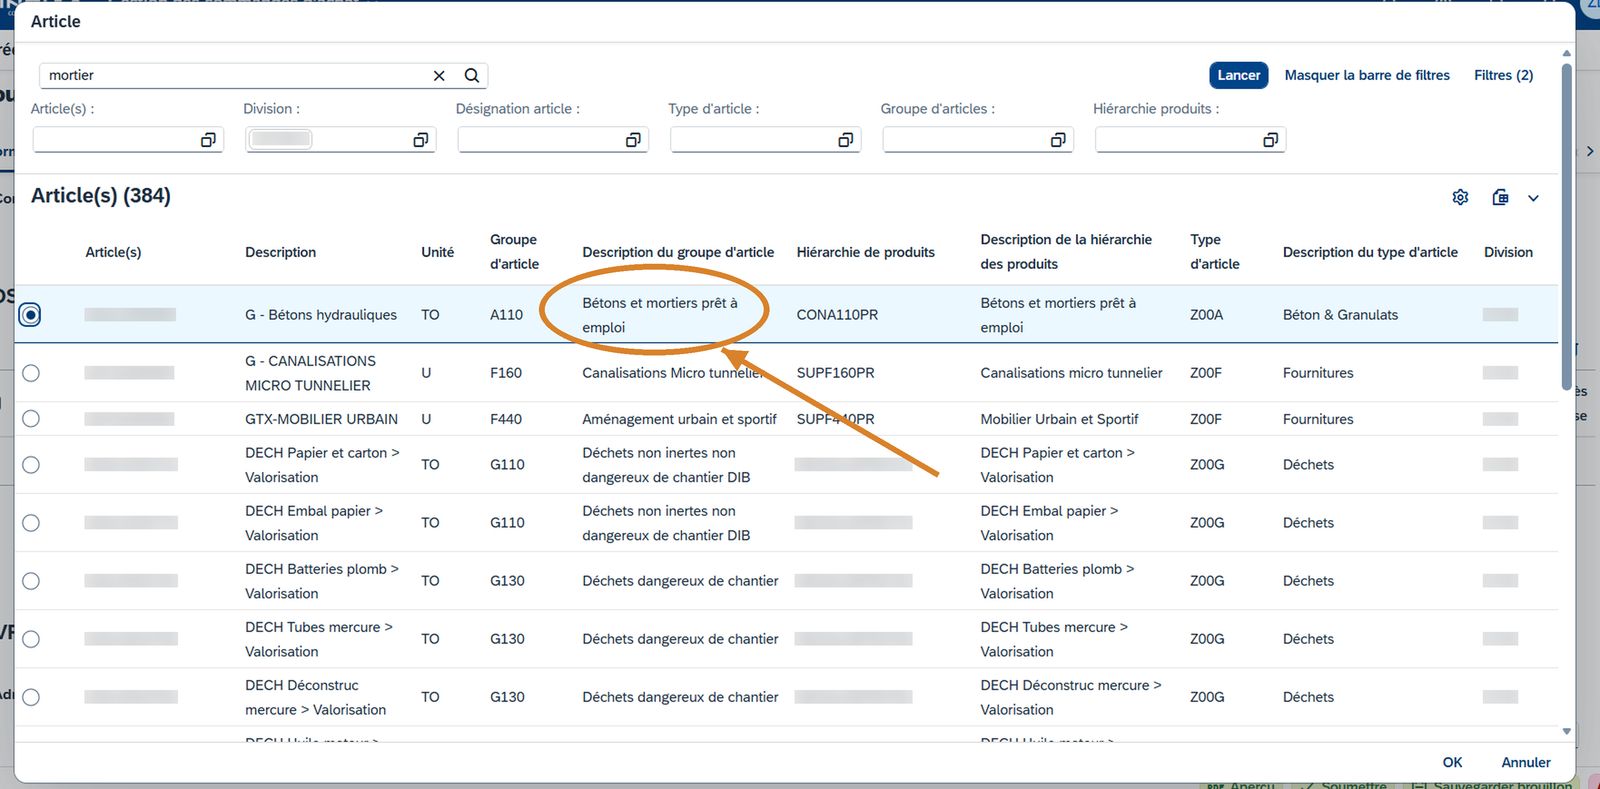 Article
mortier
Lancer
Masquer la barre de filtres
Filtres (2)
Article(s) :
Division :
Désignation article :
Type d'article :
Groupe d'articles :
Hiérarchie produits :
Article(s) (384)
Article(s)
Description
Unité
Groupe
d'article
Description du groupe d'article
Hiérarchie de produits
Description de la hiérarchie
des produits
Type
d'article
Description du type d'article
Division
G - Bétons hydrauliques
TO
A110
Bétons et mortiers prêt à
emploi
CONA110PR
Bétons et mortiers prêt à
emploi
Z00A
Béton & Granulats
G - CANALISATIONS
MICRO TUNNELIER
U
F160
Canalisations Micro tunnelier
SUPF160PR
Canalisations micro tunnelier
Z00F
Fournitures
GTX-MOBILIER URBAIN
U
F440
Aménagement urbain et sportif
SUPF440PR
Mobilier Urbain et Sportif
Z00F
Fournitures
DECH Papier et carton >
Valorisation
TO
G110
Déchets non inertes non
dangereux de chantier DIB
DECH Papier et carton >
Valorisation
Z00G
Déchets
DECH Embal papier >
Valorisation
TO
G110
Déchets non inertes non
dangereux de chantier DIB
DECH Embal papier >
Valorisation
Z00G
Déchets
DECH Batteries plomb >
Valorisation
TO
G130
Déchets dangereux de chantier
DECH Batteries plomb >
Valorisation
Z00G
Déchets
DECH Tubes mercure >
Valorisation
TO
G130
Déchets dangereux de chantier
DECH Tubes mercure >
Valorisation
Z00G
Déchets
DECH Déconstruc
mercure > Valorisation
TO
G130
Déchets dangereux de chantier
DECH Déconstruc mercure >
Valorisation
Z00G
Déchets
OK
Annuler